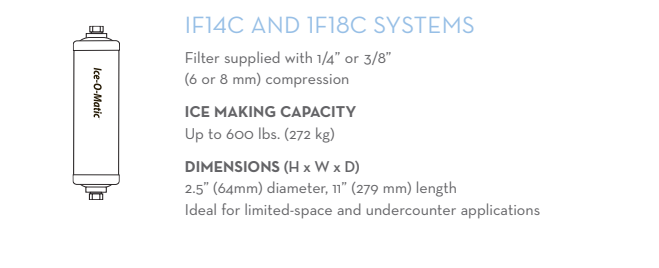 IF14C AND 1F18C SYSTEMS
Filter supplied with 1/4” or 3/8”
(6 or 8 mm) compression
ICE MAKING CAPACITY
Up to 600 lbs. (272 kg)
DIMENSIONS (H x W x D)
2.5” (64mm) diameter, 11” (279 mm) length
Ideal for limited-space and undercounter applications
Ice-O-Matic